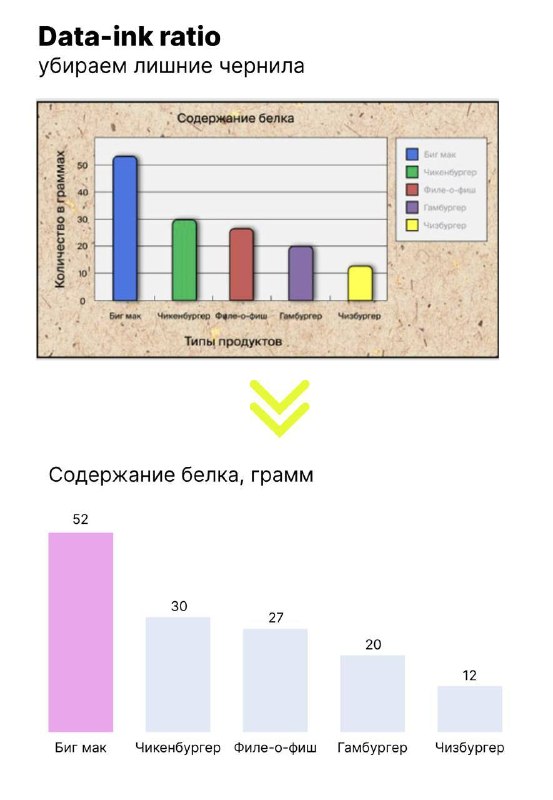 Data-ink ratio
убираем лишние чернила
Содержание белка
Количество в граммах
50
40
30
20
10
0
Биг мак
Чикенбургер
Филе-о-фиш
Гамбургер
Чизбургер
Биг мак Чикенбургер Филе-о-фиш Гамбургер Чизбургер
Типы продуктов
Содержание белка, грамм
52
30
27
20
12
Биг мак Чикенбургер Филе-о-фиш Гамбургер Чизбургер